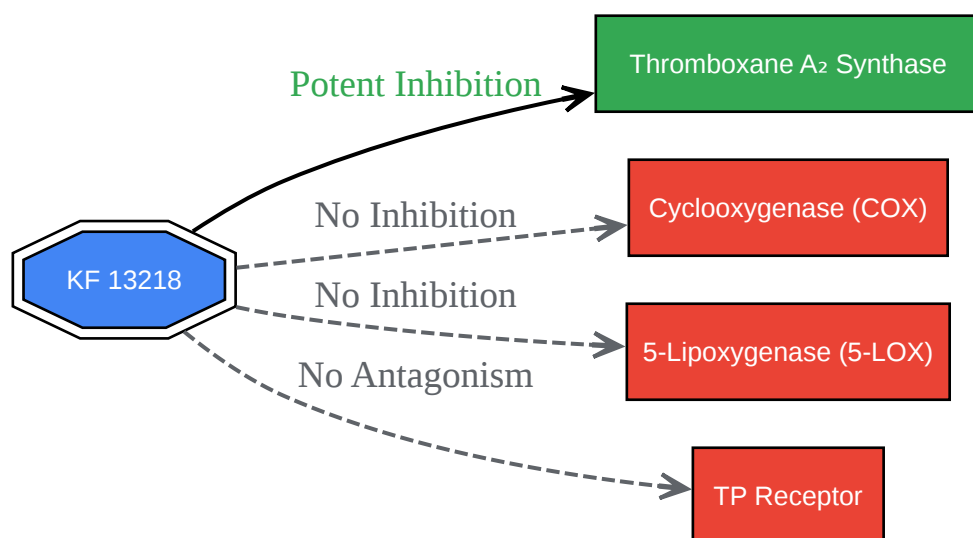 Thromboxane A₂ Synthase
Potent Inhibition
Cyclooxygenase (COX)
No Inhibition
KF 13218
No Inhibition
5-Lipoxygenase (5-LOX)
No Antagonism
TP Receptor